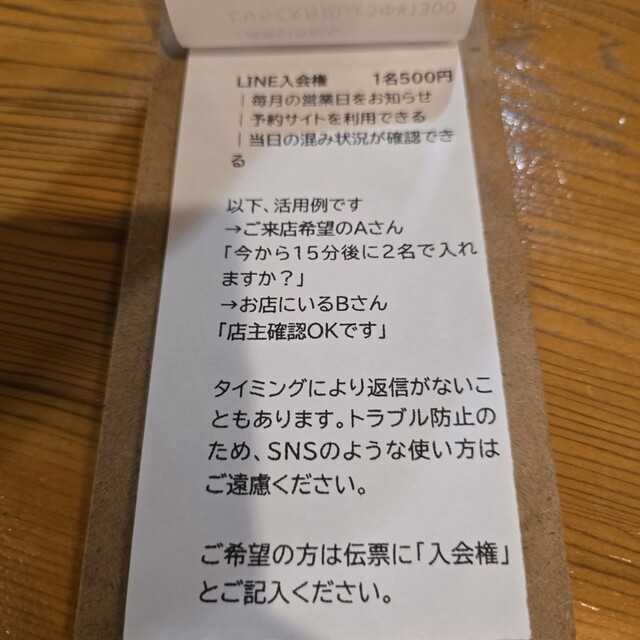 LINE入会権 1名500円
｜毎月の営業日をお知らせ
｜予約サイトを利用できる
｜当日の混み状況が確認でき
る
以下、活用例です
→ご来店希望のAさん
「今から15分後に2名で入れ
ますか？」
→お店にいるBさん
「店主確認OKです」
タイミングにより返信がないこ
ともあります。トラブル防止の
ため、SNSのような使い方は
ご遠慮ください。
ご希望の方は伝票に「入会権」
とご記入ください。